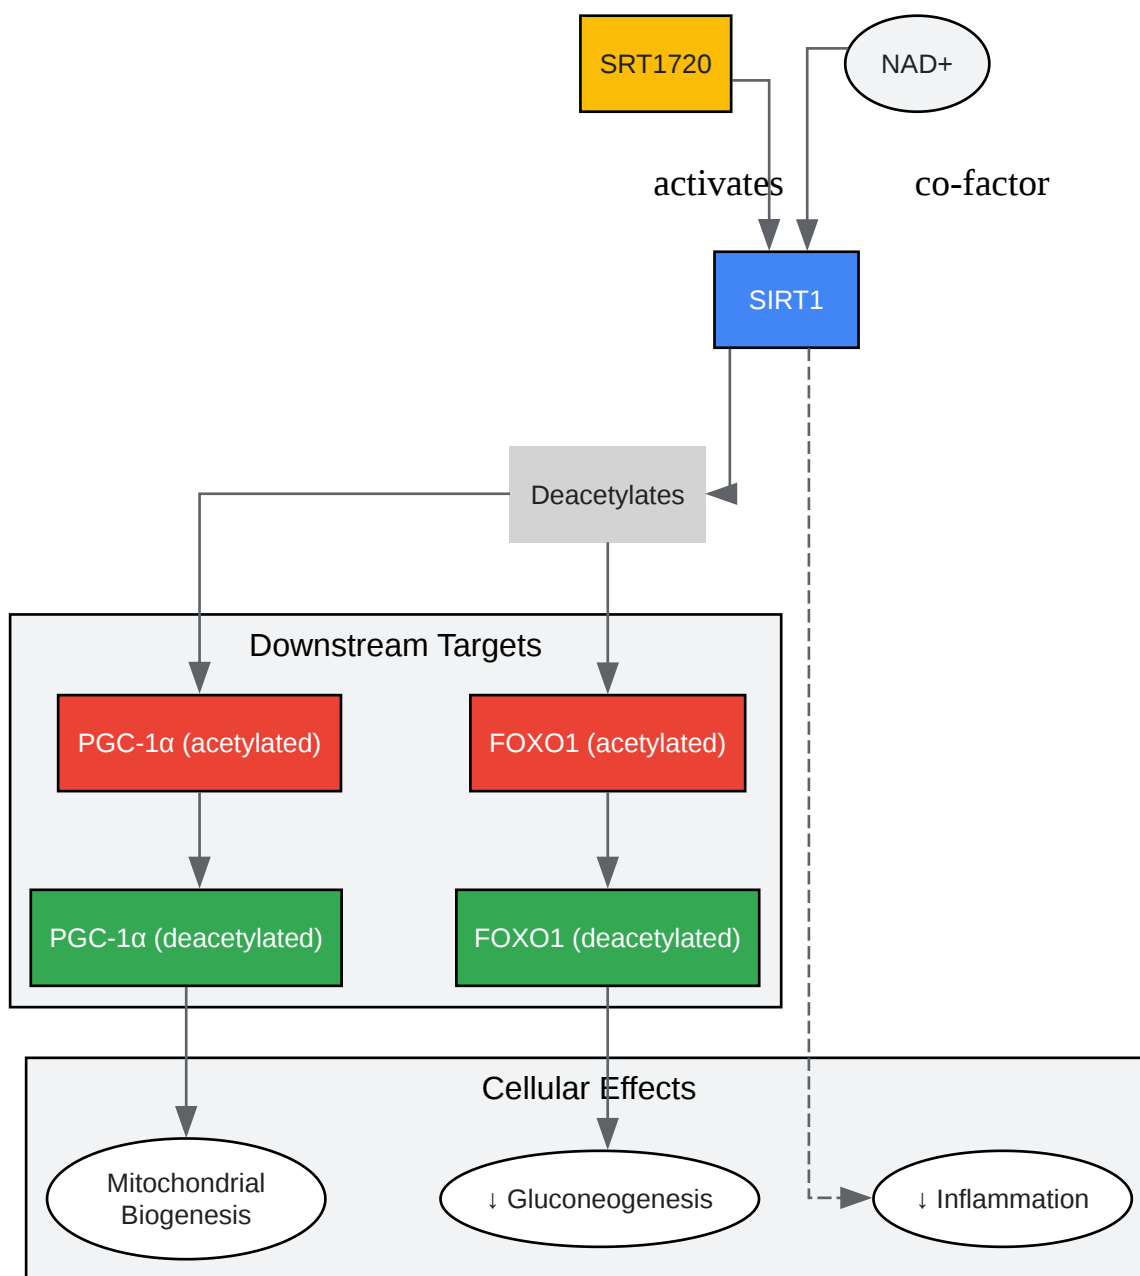 SRT1720
NAD+
activates
co-factor
SIRT1
Deacetylates
Downstream Targets
PGC-1α (acetylated)
FOXO1 (acetylated)
PGC-1α (deacetylated)
FOXO1 (deacetylated)
Cellular Effects
Mitochondrial
Biogenesis
↓ Gluconeogenesis
↓ Inflammation